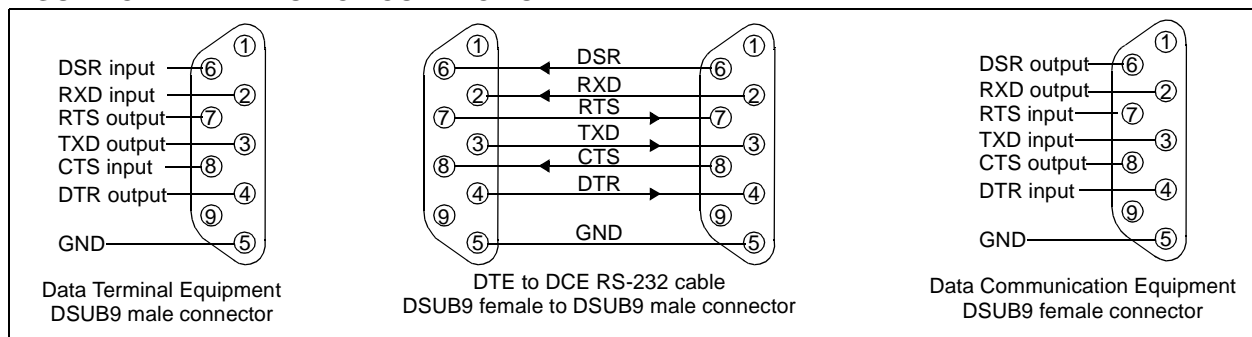 DSR input 6
RXD input 2
RTS output 7
TXD output 3
CTS input 8
DTR output 4
GND 5
1
9
Data Terminal Equipment
DSUB9 male connector
1 1
6 DSR 6
2 RXD 2
7 RTS 7
3 TXD 3
8 CTS 8
4 DTR 4
9 9
5 GND 5
DTE to DCE RS-232 cable
DSUB9 female to DSUB9 male connector
1
DSR output 6
RXD output 2
RTS input 7
TXD input 3
CTS output 8
DTR input 4
9
GND 5
Data Communication Equipment
DSUB9 female connector